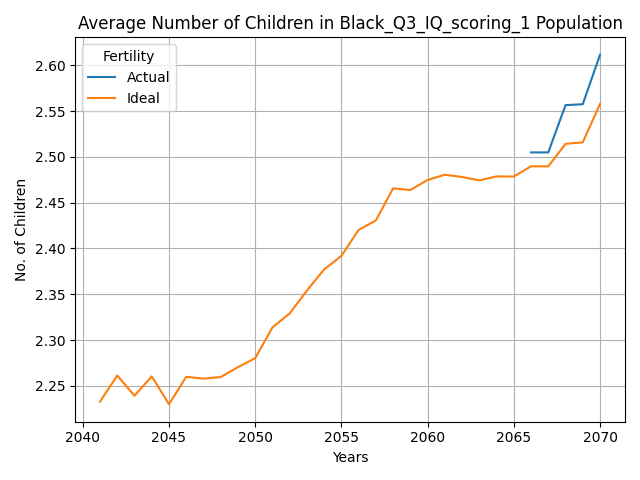 Average Number of Children in Black_Q3_IQ_scoring_1 Population
Fertility
Actual
Ideal
No. of Children
2.60
2.55
2.50
2.45
2.40
2.35
2.30
2.25
2040 2045 2050 2055 2060 2065 2070
Years